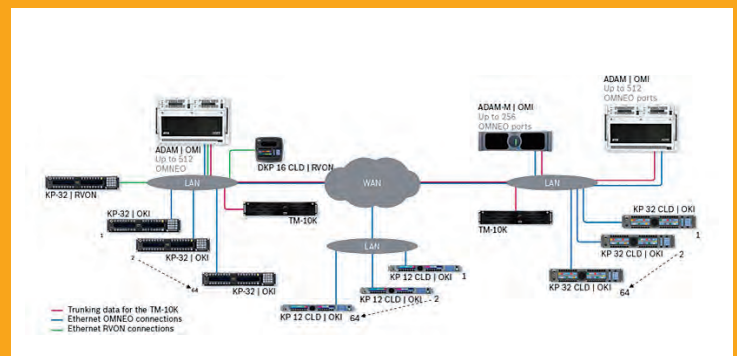 ADAM | OMI
Up to 512
OMNEO
LAN
KP-32 | RVON
DKP 16 CLD | RVON
TM-10K
KP-32 | OKI
1
KP-32 | OKI
2
64
KP-32 | OKI
WAN
LAN
KP 12 CLD | OKI
1
KP 12 CLD | OKI
2
64
KP 12 CLD | OKI
ADAM-M | OMI
Up to 256
OMNEO ports
ADAM | OMI
Up to 512
OMNEO ports
LAN
TM-10K
KP 32 CLD | OKI
1
KP 32 CLD | OKI
2
KP 32 CLD | OKI
64
Trunking data for the TM-10K
Ethernet OMNEO connections
Ethernet RVON connections